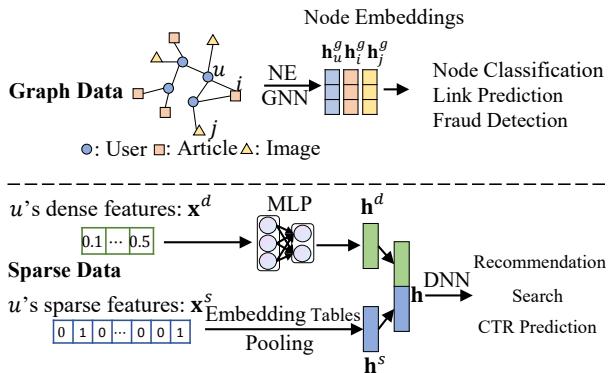 Node Embeddings
h_u^g h_i^g h_j^g
u
i
NE
GNN
Graph Data
Node Classification
Link Prediction
Fraud Detection
j
: User : Article : Image
u's dense features: x^d
MLP
h^d
0.1 ... 0.5
Sparse Data
Recommendation
h
DNN
Search
u's sparse features: x^s
Embedding Tables
CTR Prediction
0 1 0 ... 0 0 1
Pooling
h^s